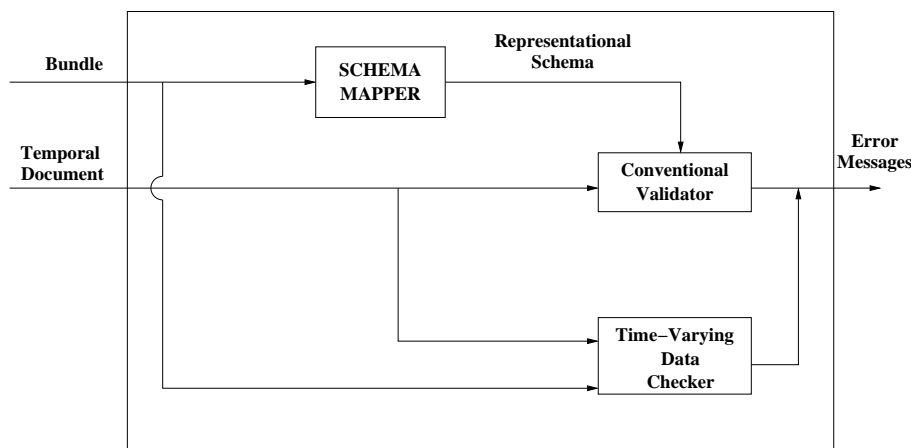 Bundle
SCHEMA
MAPPER
Representational
Schema
Temporal
Document
Conventional
Validator
Error
Messages
Time−Varying
Data
Checker